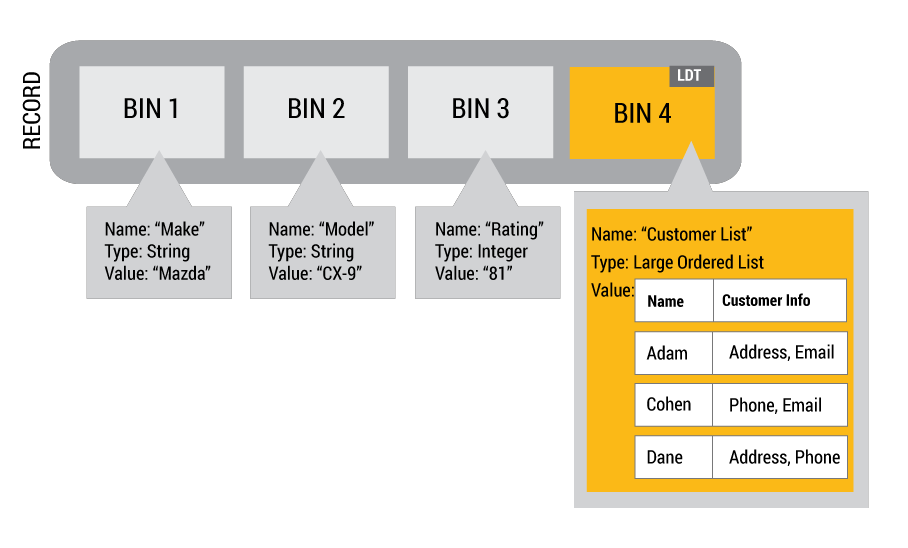 RECORD
BIN 1
BIN 2
BIN 3
LDT
BIN 4
Name: “Make”
Type: String
Value: “Mazda”
Name: “Model”
Type: String
Value: “CX-9”
Name: “Rating”
Type: Integer
Value: “81”
Name: “Customer List”
Type: Large Ordered List
Value:
Name Customer Info
Adam Address, Email
Cohen Phone, Email
Dane Address, Phone